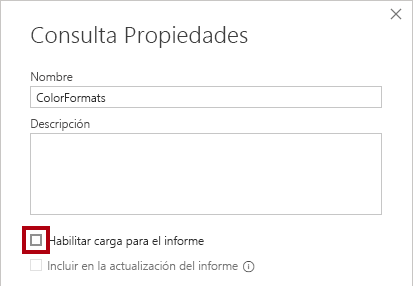 Consulta Propiedades
Nombre
ColorFormats
Descripción
Habilitar carga para el informe
Incluir en la actualización del informe